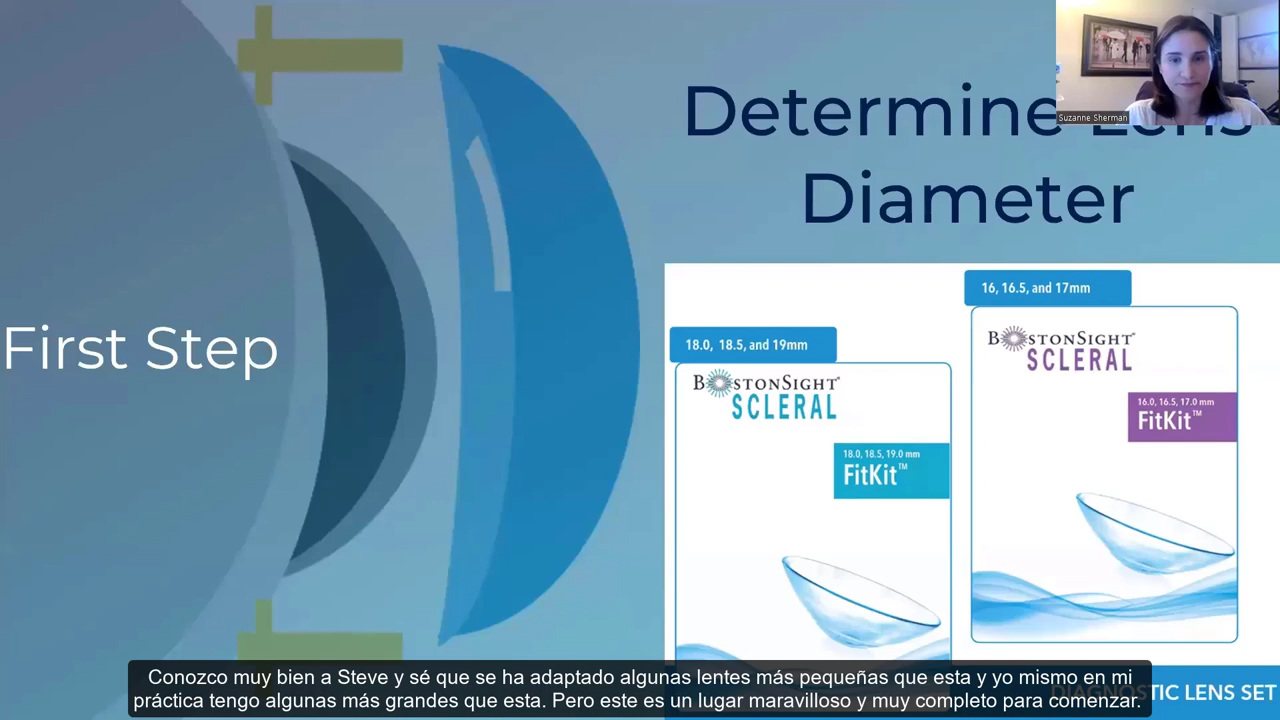 Determine Lens
Diameter
Suzanne Sherman
First Step
18.0, 18.5, and 19mm
BOSTONSIGHT®
SCLERAL
18.0, 18.5, 19.0 mm
FitKit™
16, 16.5, and 17mm
BOSTONSIGHT®
SCLERAL
16.0, 16.5, 17.0 mm
FitKit™
DIAGNOSTIC LENS SET
Conozco muy bien a Steve y sé que se ha adaptado algunas lentes más pequeñas que esta y yo mismo en mi
práctica tengo algunas más grandes que esta. Pero este es un lugar maravilloso y muy completo para comenzar.